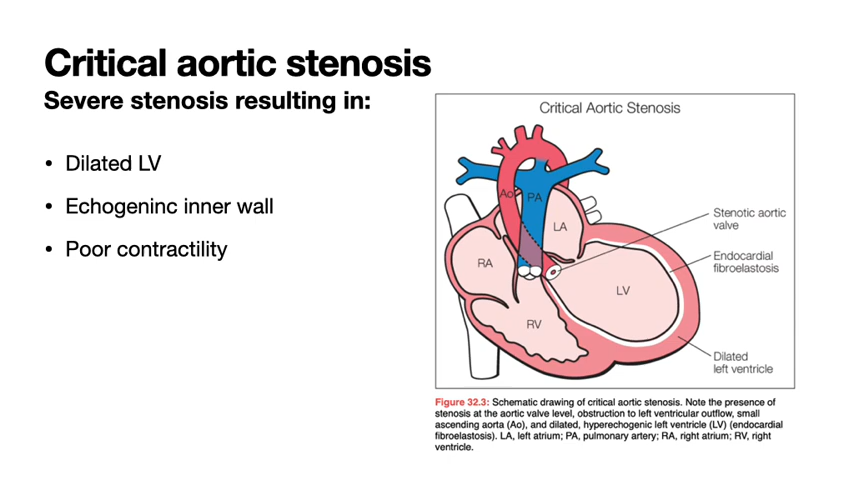 Critical aortic stenosis
Severe stenosis resulting in:
• Dilated LV
• Echogeninc inner wall
• Poor contractility
Critical Aortic Stenosis
Ao
PA
LA
RA
LV
RV
Stenotic aortic
valve
Endocardial
fibroelastosis
Dilated
left ventricle
Figure 32.3: Schematic drawing of critical aortic stenosis. Note the presence of
stenosis at the aortic valve level, obstruction to left ventricular outflow, small
ascending aorta (Ao), and dilated, hyperechogenic left ventricle (LV) (endocardial
fibroelastosis). LA, left atrium; PA, pulmonary artery; RA, right atrium; RV, right
ventricle.